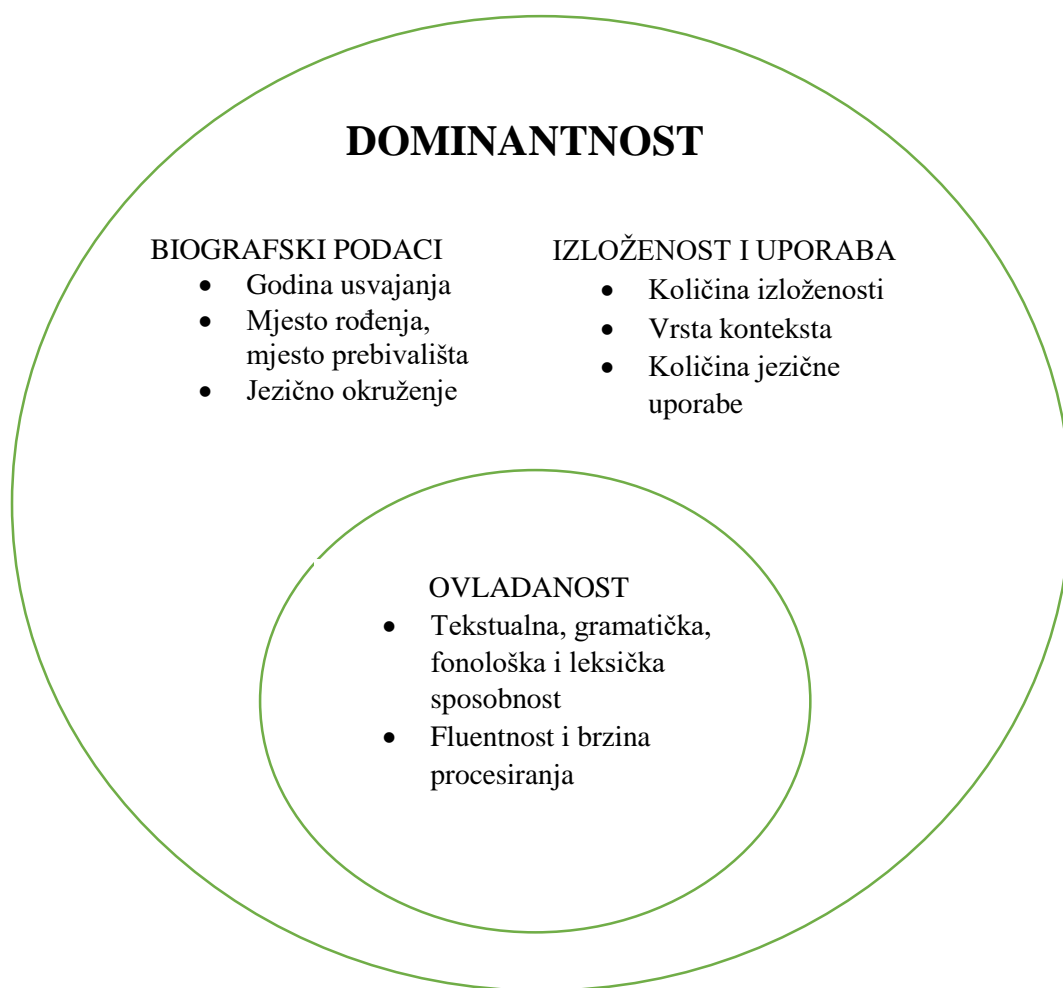 DOMINANTNOST
BIOGRAFSKI PODACI
• Godina usvajanja
• Mjesto rođenja,
mjesto prebivališta
• Jezično okruženje
IZLOŽENOST I UPORABA
• Količina izloženosti
• Vrsta konteksta
• Količina jezične
uporabe
OVLADANOST
• Tekstualna, gramatička,
fonološka i leksička
sposobnost
• Fluentnost i brzina
procesiranja